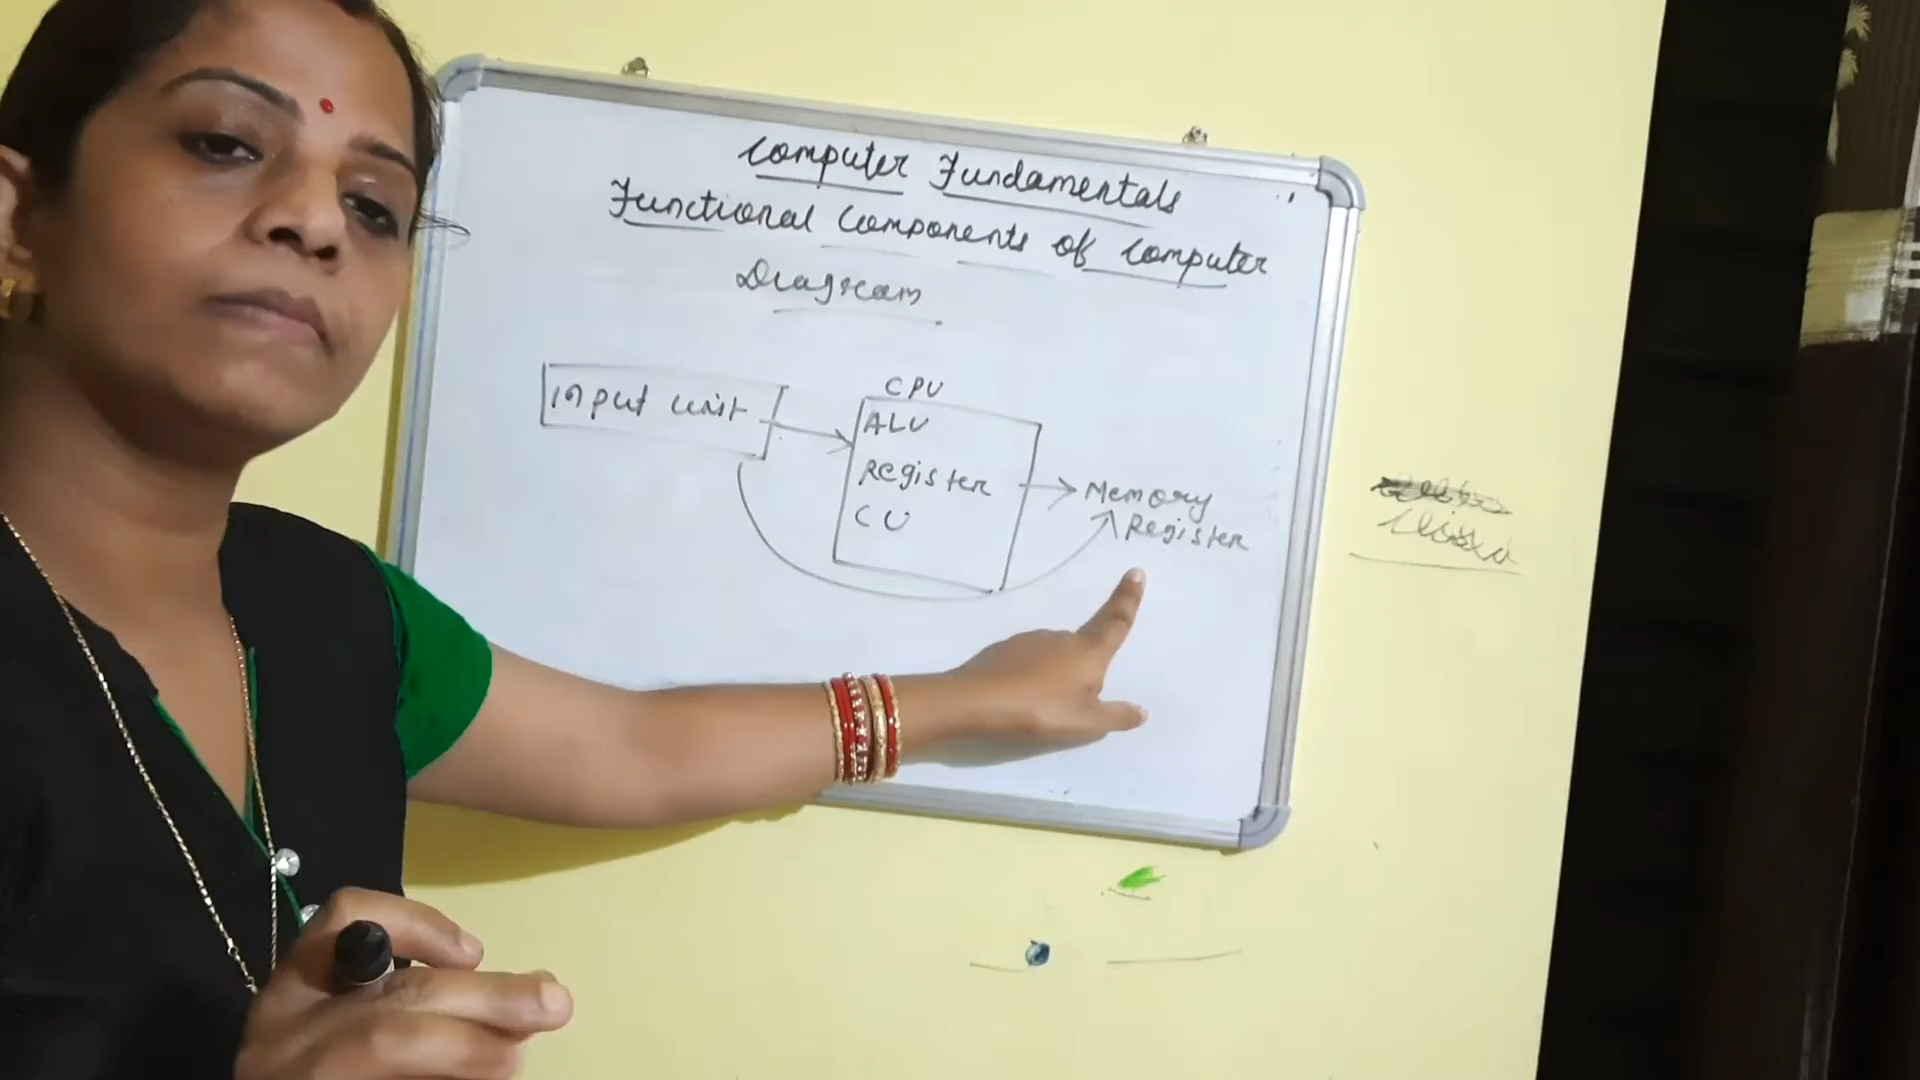 Computer Fundamentals
Functional Components of Computer
Diagram
Input unit
CPU
ALU
Register
CU
Memory
Register